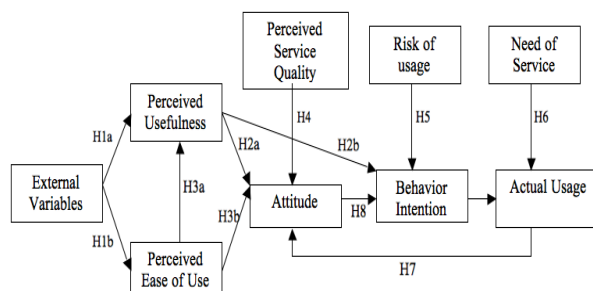 Perceived
Service
Quality
Risk of
usage
Need of
Service
Perceived
Usefulness
H4
H5
H6
H1a
H2a
H2b
External
Variables
H3a
H3b
Attitude
H8
Behavior
Intention
Actual Usage
H1b
Perceived
Ease of Use
H7